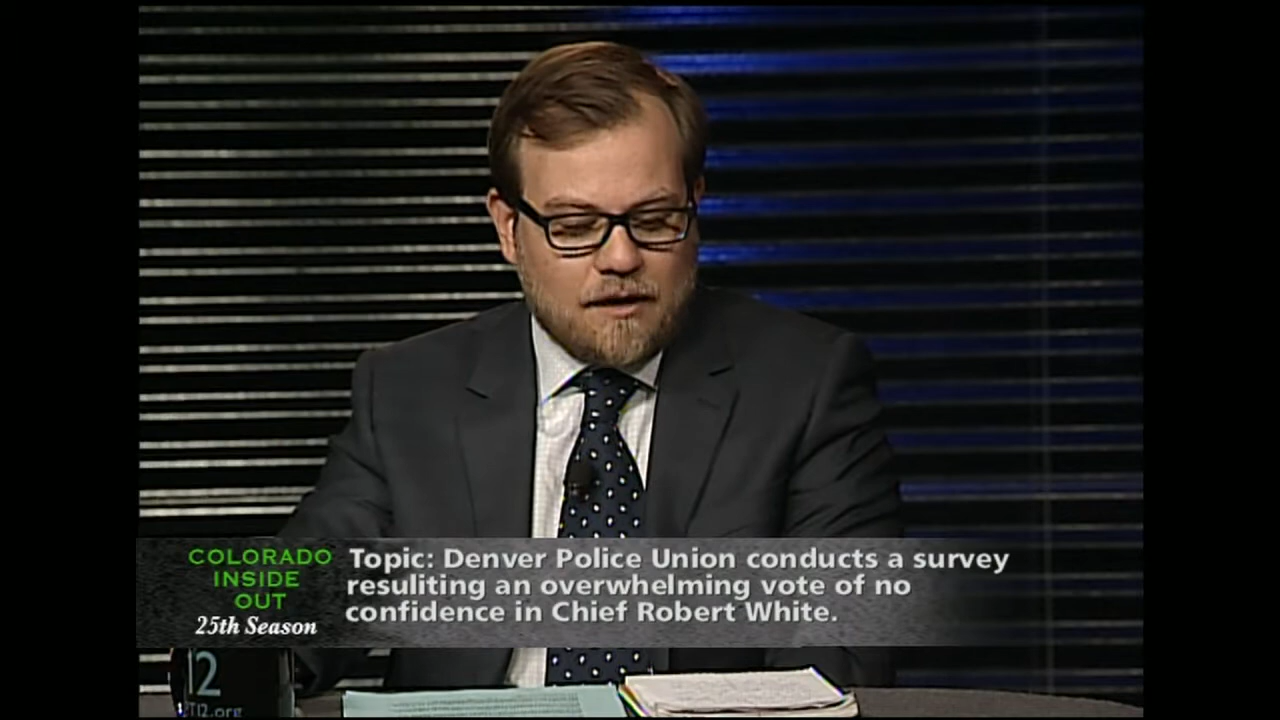 COLORADO
INSIDE
OUT
25th Season
Topic: Denver Police Union conducts a survey
resuliting an overwhelming vote of no
confidence in Chief Robert White.
12